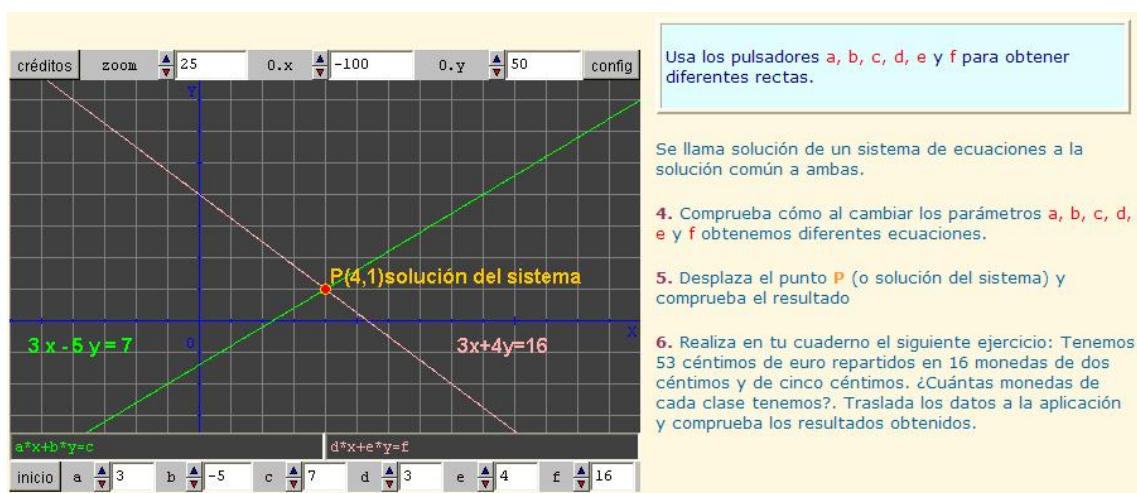 créditos zoom 25 O.x -100 O.y 50 config
Y
P(4,1)solución del sistema
X
3 x - 5 y = 7
0
3x+4y=16
a*x+b*y=c
d*x+e*y=f
inicio a 3 b -5 c 7 d 3 e 4 f 16
Usa los pulsadores a, b, c, d, e y f para obtener
diferentes rectas.
Se llama solución de un sistema de ecuaciones a la
solución común a ambas.
4. Comprueba cómo al cambiar los parámetros a, b, c, d,
e y f obtenemos diferentes ecuaciones.
5. Desplaza el punto P (o solución del sistema) y
comprueba el resultado
6. Realiza en tu cuaderno el siguiente ejercicio: Tenemos
53 céntimos de euro repartidos en 16 monedas de dos
céntimos y de cinco céntimos. ¿Cuántas monedas de
cada clase tenemos?. Traslada los datos a la aplicación
y comprueba los resultados obtenidos.